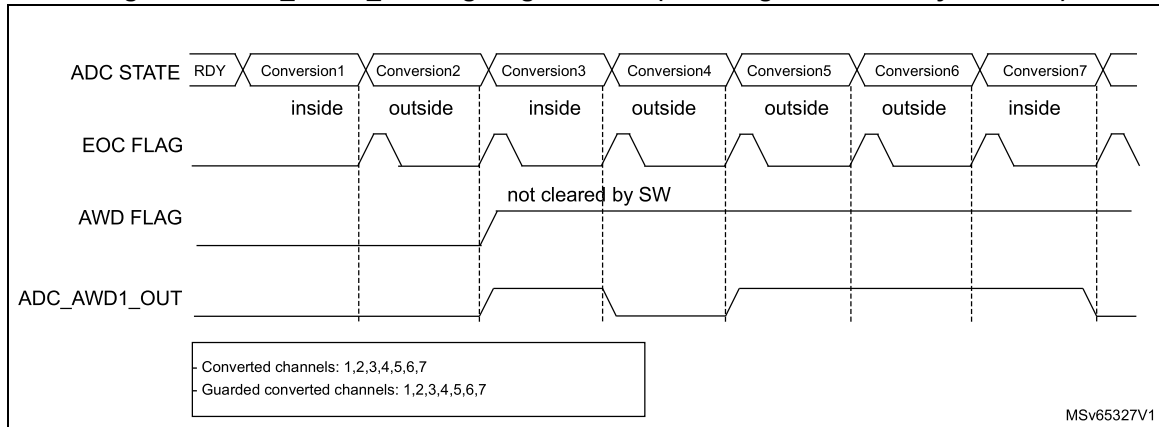 ADC STATE RDY Conversion1 Conversion2 Conversion3 Conversion4 Conversion5 Conversion6 Conversion7
inside outside inside outside outside outside inside
EOC FLAG
not cleared by SW
AWD FLAG
ADC_AWD1_OUT
- Converted channels: 1,2,3,4,5,6,7
- Guarded converted channels: 1,2,3,4,5,6,7
MSv65327V1